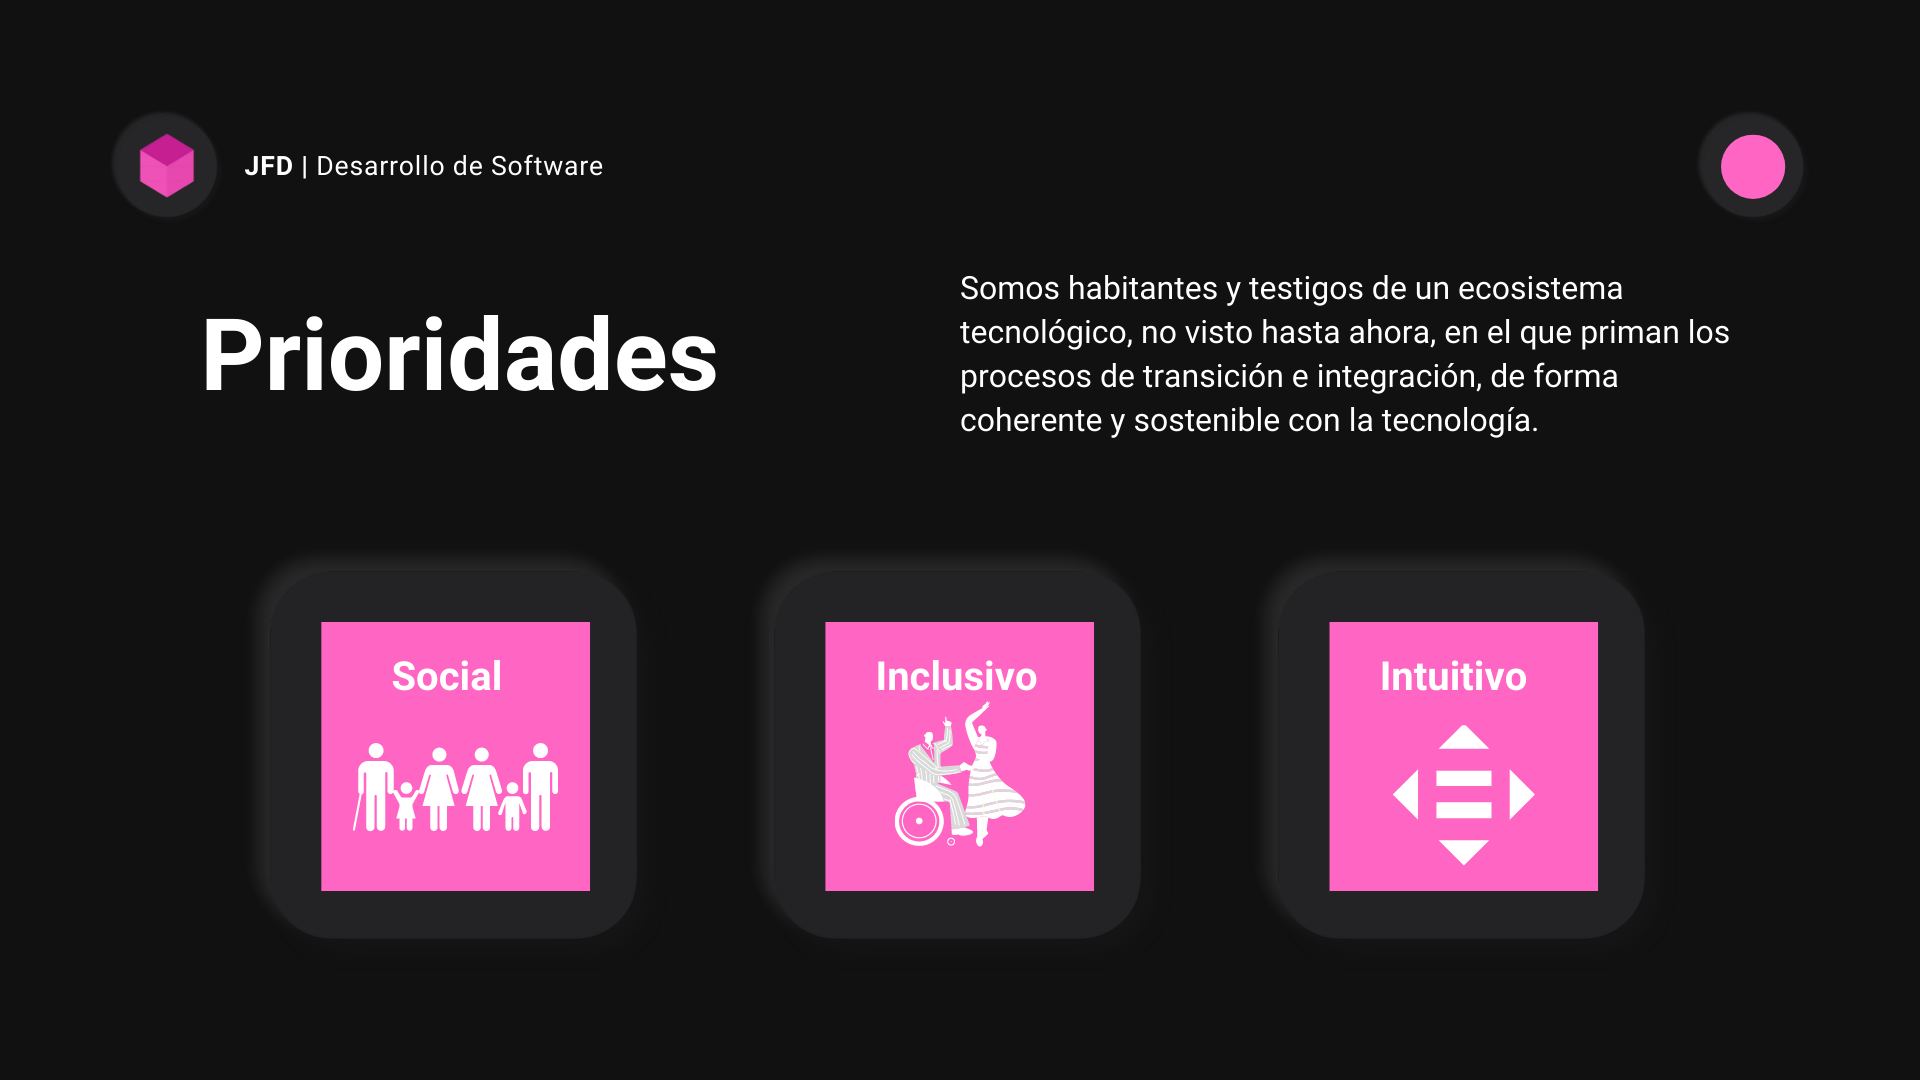 JFD | Desarrollo de Software
Prioridades
Somos habitantes y testigos de un ecosistema
tecnológico, no visto hasta ahora, en el que priman los
procesos de transición e integración, de forma
coherente y sostenible con la tecnología.
Social
Inclusivo
Intuitivo